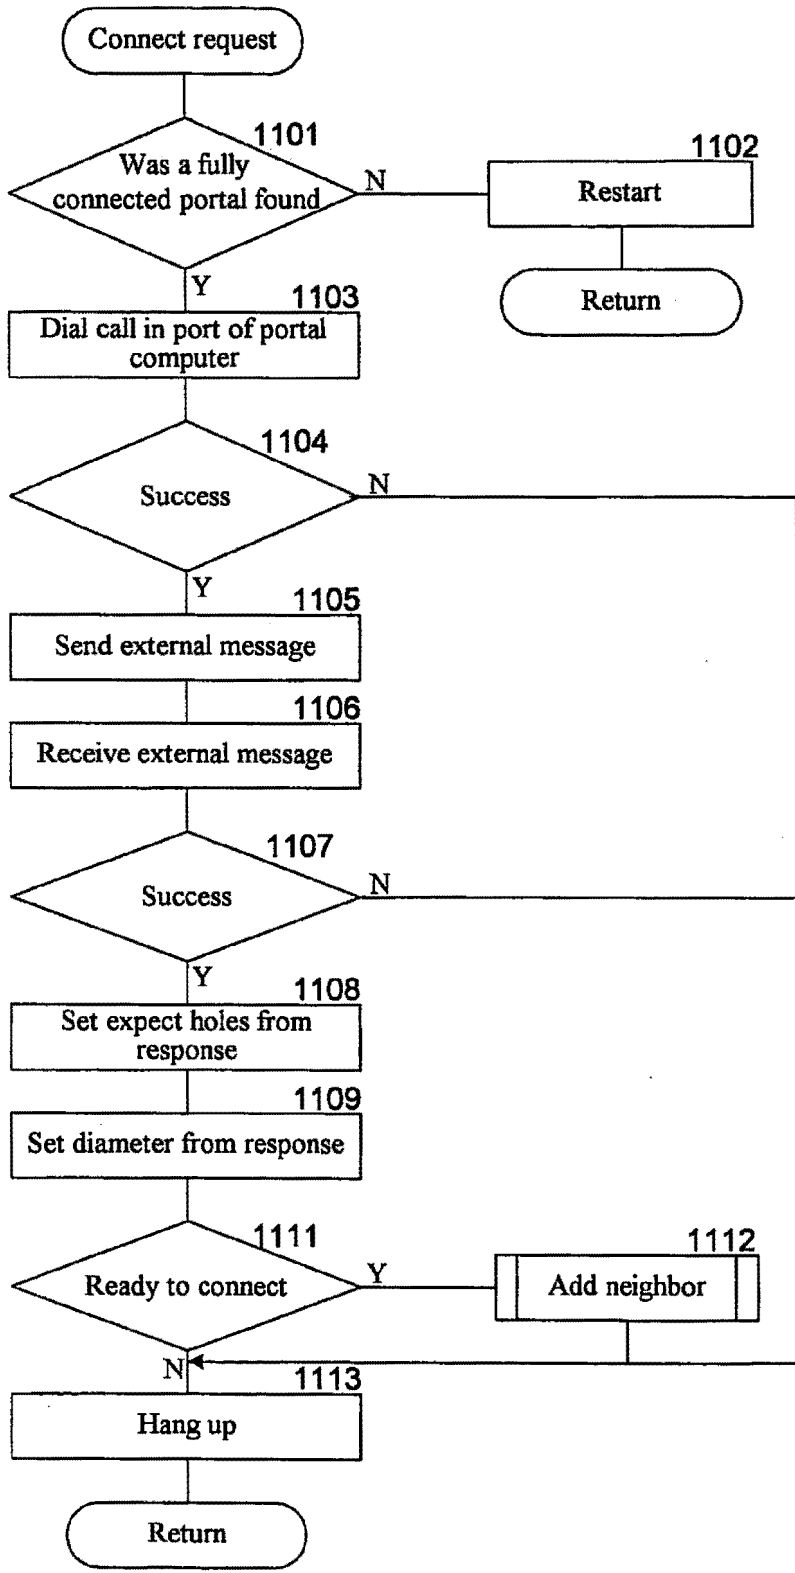 Connect request
1101
Was a fully
connected portal found
N
1102
Restart
Return
Y
1103
Dial call in port of portal
computer
1104
Success
N
Y
1105
Send external message
1106
Receive external message
1107
Success
N
Y
1108
Set expect holes from
response
1109
Set diameter from response
1111
Ready to connect
Y
1112
Add neighbor
N
1113
Hang up
Return